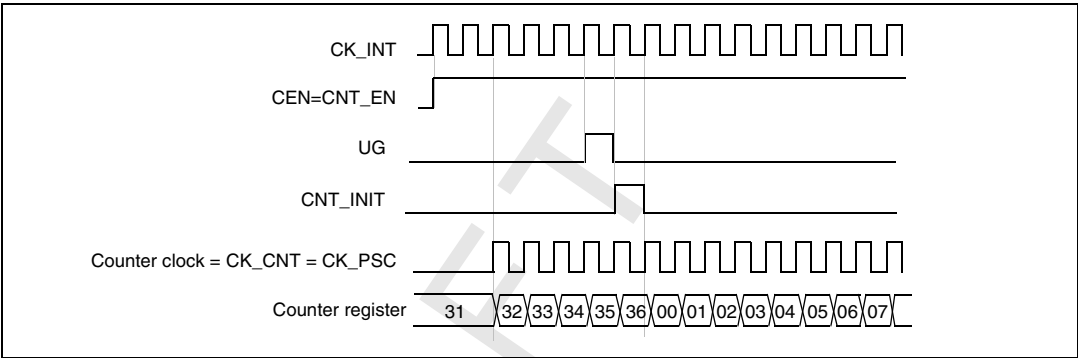 CK_INT
CEN=CNT_EN
UG
CNT_INIT
Counter clock = CK_CNT = CK_PSC
Counter register 31 32 33 34 35 36 00 01 02 03 04 05 06 07
FT